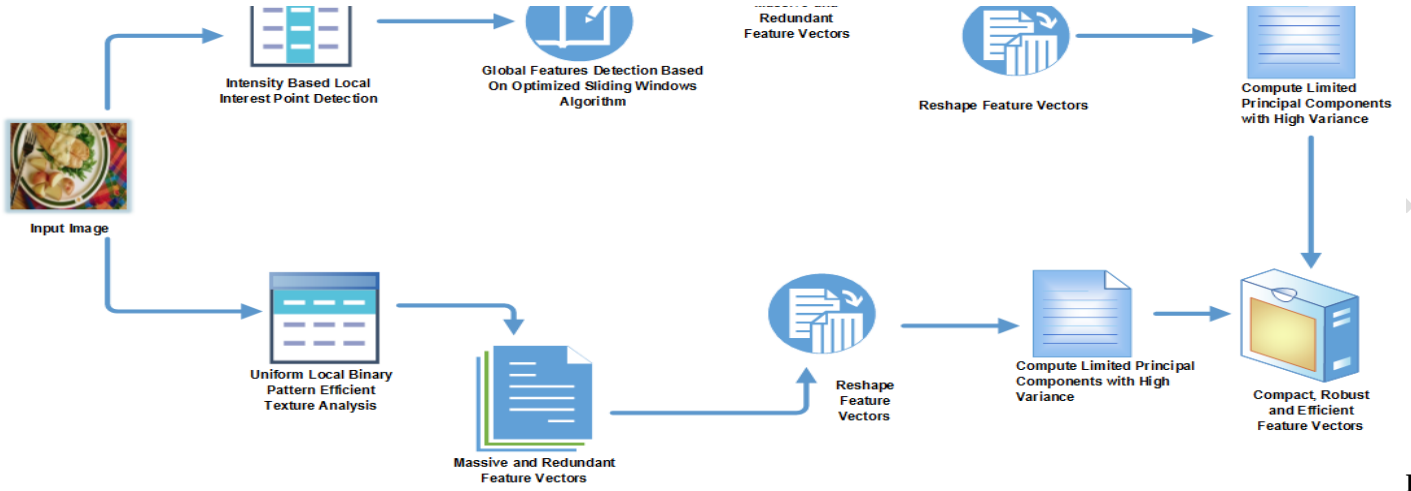 Redundant
Feature Vectors
Intensity Based Local
Interest Point Detection
Global Features Detection Based
On Optimized Sliding Windows
Algorithm
Reshape Feature Vectors
Compute Limited
Principal Components
with High Variance
Input Image
Uniform Local Binary
Pattern Efficient
Texture Analysis
Massive and Redundant
Feature Vectors
Reshape
Feature
Vectors
Compute Limited Principal
Components with High
Variance
Compact, Robust
and Efficient
Feature Vectors